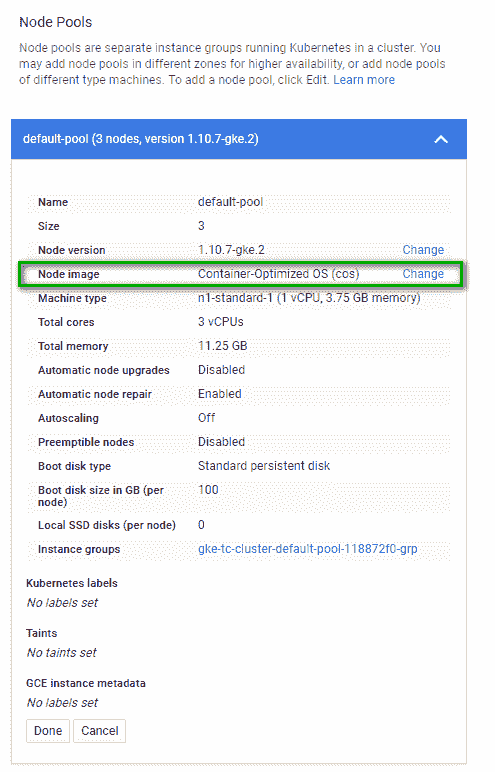 Node Pools
Node pools are separate instance groups running Kubernetes in a cluster. You
may add node pools in different zones for higher availability, or add node pools
of different type machines. To add a node pool, click Edit. Learn more
default-pool (3 nodes, version 1.10.7-gke.2)
Name default-pool
Size 3
Node version 1.10.7-gke.2 Change
Node image Container-Optimized OS (cos) Change
Machine type n1-standard-1 (1 vCPU, 3.75 GB memory)
Total cores 3 vCPUs
Total memory 11.25 GB
Automatic node upgrades Disabled
Automatic node repair Enabled
Autoscaling Off
Preemptible nodes Disabled
Boot disk type Standard persistent disk
Boot disk size in GB (per 100
node)
Local SSD disks (per node) 0
Instance groups gke-tc-cluster-default-pool-118872f0-grp
Kubernetes labels
No labels set
Taints
No taints set
GCE instance metadata
No labels set
Done Cancel